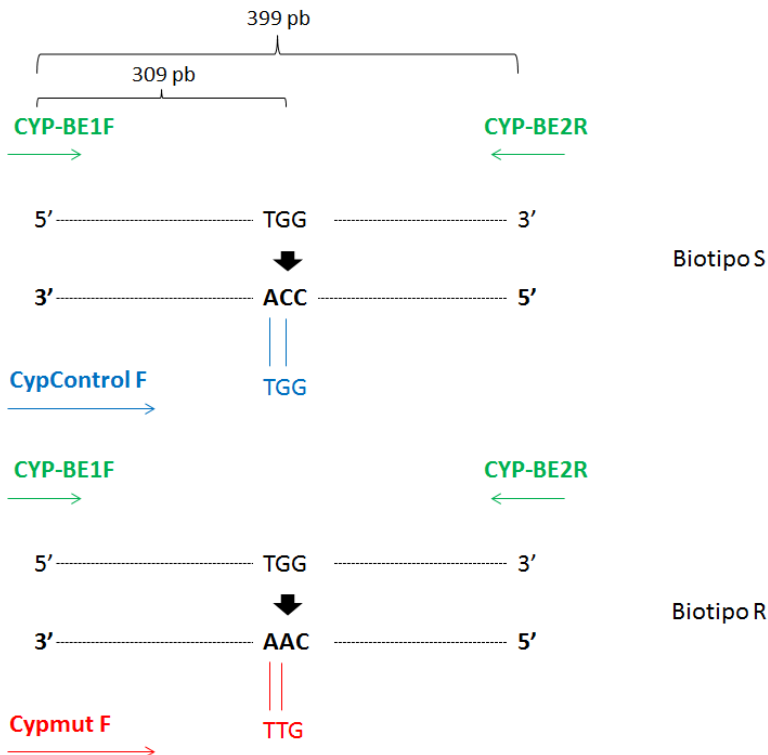 399 pb
309 pb
CYP-BE1F CYP-BE2R
5' TGG 3'
Biotipo S
3' ACC 5'
CypControl F TGG
CYP-BE1F CYP-BE2R
5' TGG 3'
Biotipo R
3' AAC 5'
Cypmut F TTG